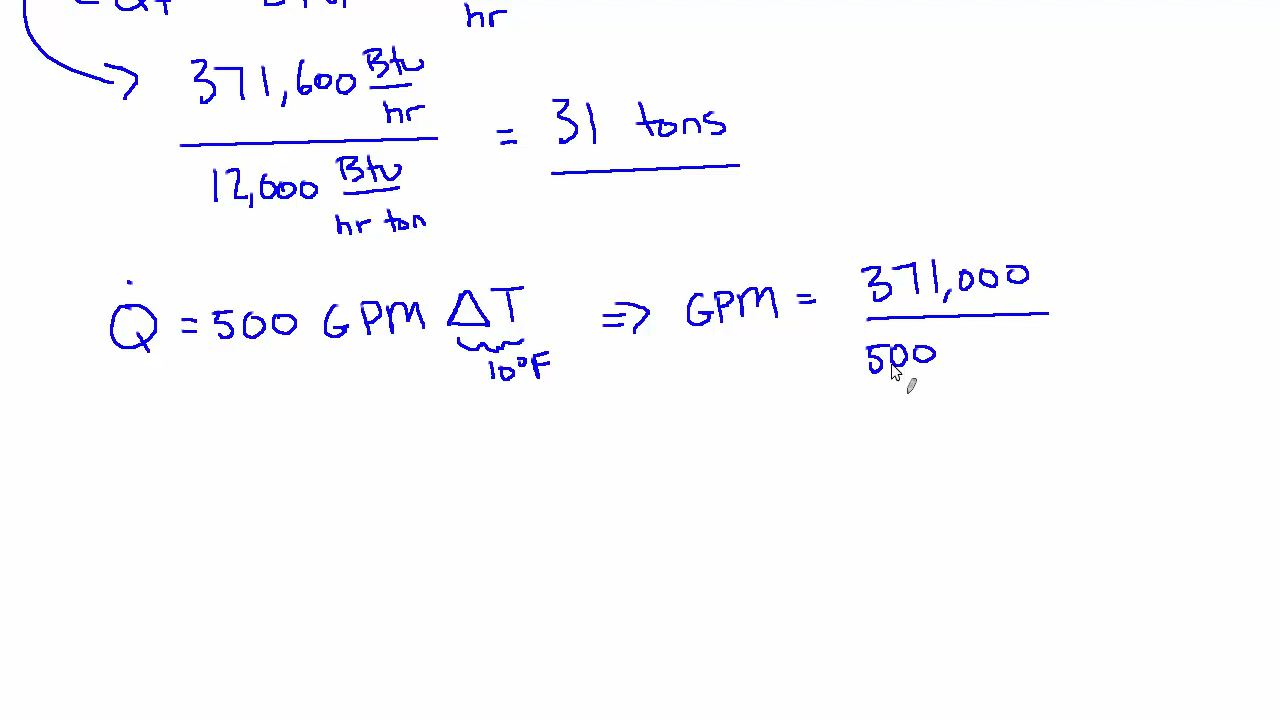 hr
371,600 Btu/hr
12,000 Btu/hr ton
= 31 tons
Q̇ = 500 GPM ΔT ⇒ GPM = 371,000
500
10°F